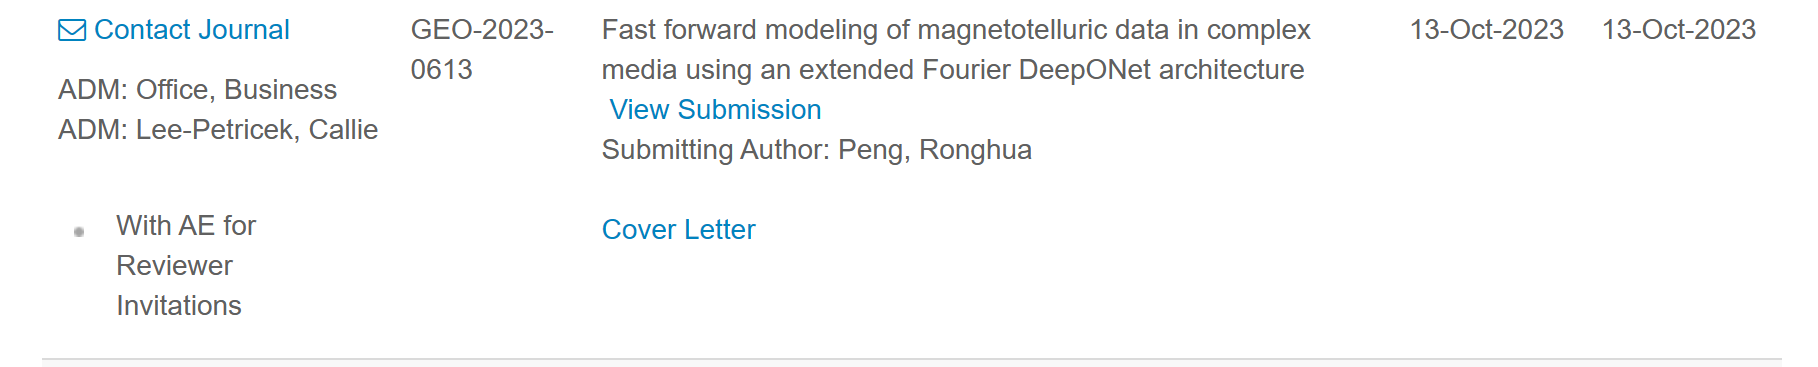 Contact Journal
ADM: Office, Business
ADM: Lee-Petricek, Callie
With AE for
Reviewer
Invitations
GEO-2023-
0613
Fast forward modeling of magnetotelluric data in complex
media using an extended Fourier DeepONet architecture
View Submission
Submitting Author: Peng, Ronghua
Cover Letter
13-Oct-2023
13-Oct-2023